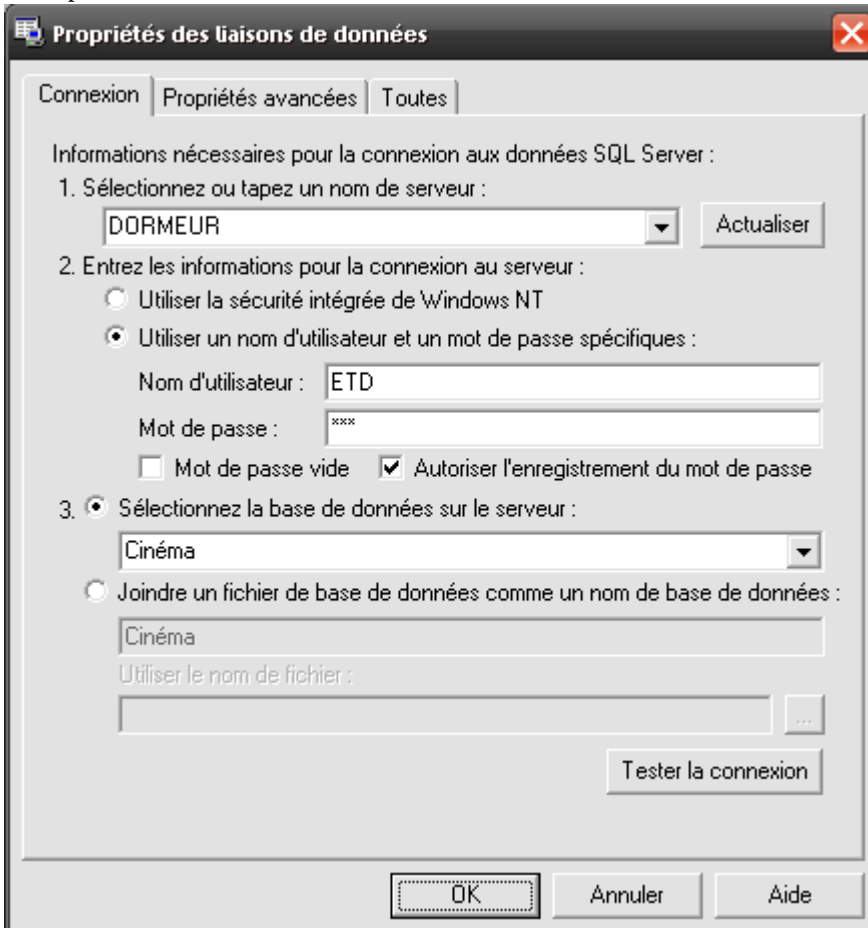 Propriétés des liaisons de données
Connexion Propriétés avancées Toutes
Informations nécessaires pour la connexion aux données SQL Server :
1. Sélectionnez ou tapez un nom de serveur :
DORMEUR Actualiser
2. Entrez les informations pour la connexion au serveur :
Utiliser la sécurité intégrée de Windows NT
Utiliser un nom d'utilisateur et un mot de passe spécifiques :
Nom d'utilisateur : ETD
Mot de passe : ***
Mot de passe vide Autoriser l'enregistrement du mot de passe
3. Sélectionnez la base de données sur le serveur :
Cinéma
Joindre un fichier de base de données comme un nom de base de données :
Cinéma
Utiliser le nom de fichier :
...
Tester la connexion
OK Annuler Aide